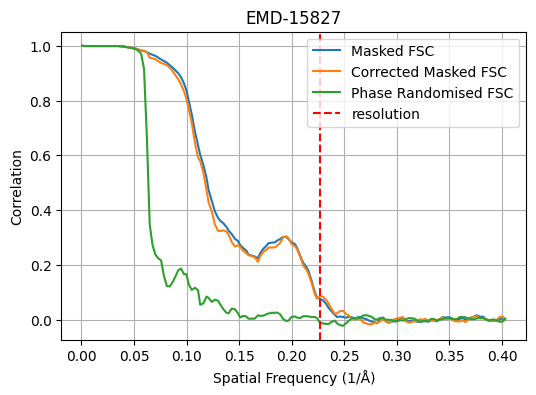 EMD-15827
Masked FSC
Corrected Masked FSC
Phase Randomised FSC
resolution
Correlation
1.0
0.8
0.6
0.4
0.2
0.0
0.00 0.05 0.10 0.15 0.20 0.25 0.30 0.35 0.40
Spatial Frequency (1/Å)